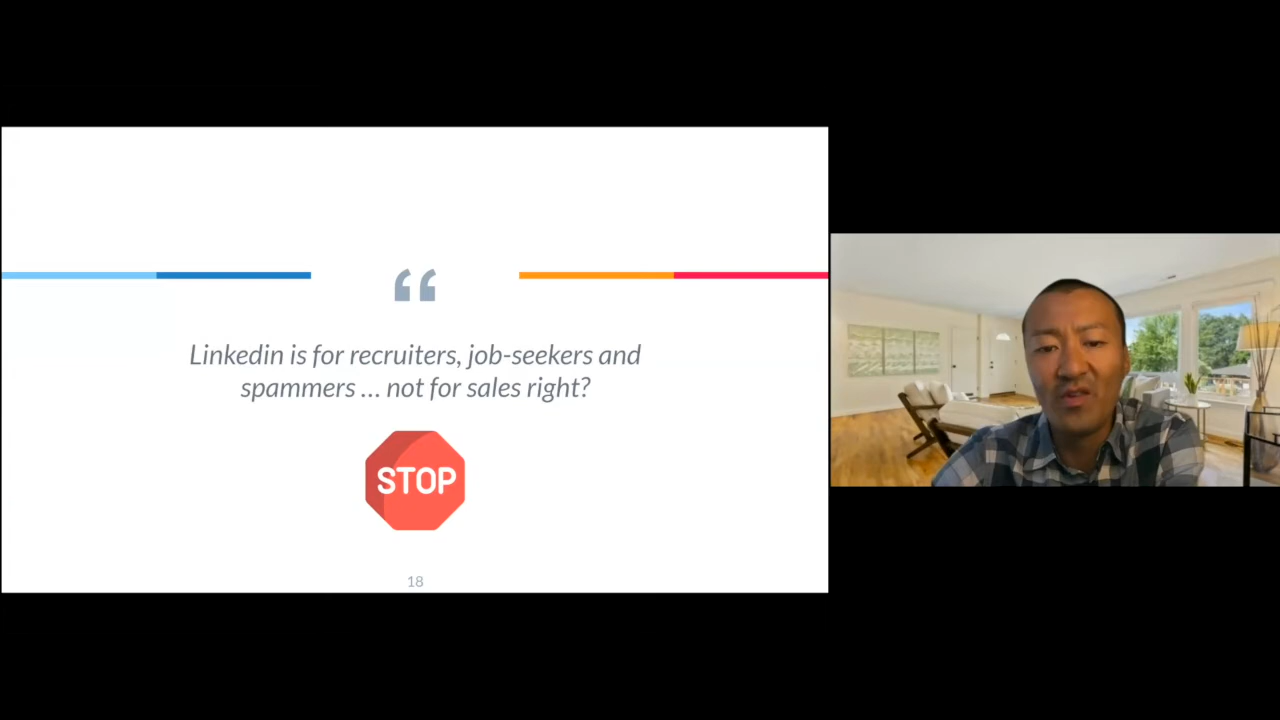 “
Linkedin is for recruiters, job-seekers and
spammers ... not for sales right?
STOP
18